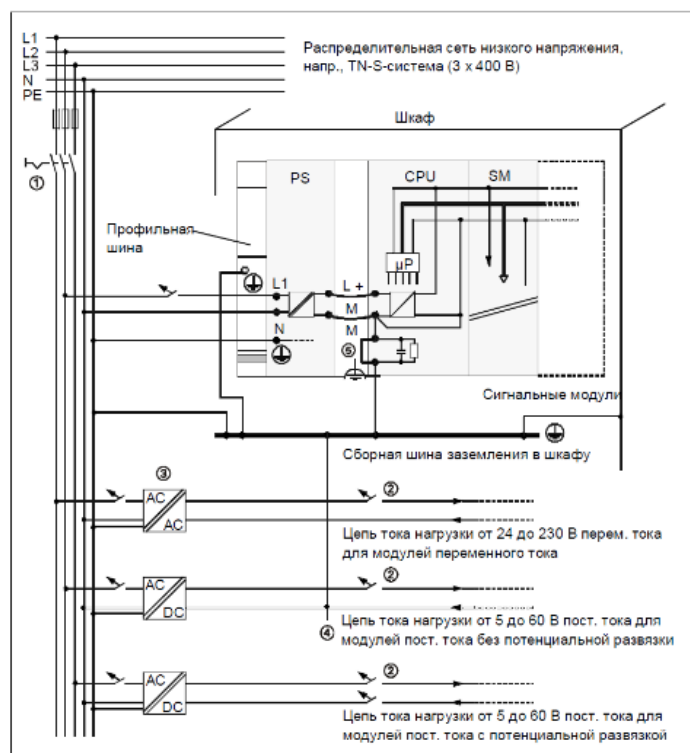 L1
L2
L3
N
PE
Распределительная сеть низкого напряжения,
напр., TN-S-система (3 x 400 В)
Шкаф
①
PS
CPU
SM
Профильная
шина
µP
L1
L +
M
N
M
⑤
Сигнальные модули
Сборная шина заземления в шкафу
③
②
AC
AC
Цепь тока нагрузки от 24 до 230 В перем. тока
для модулей переменного тока
②
AC
DC
④
Цепь тока нагрузки от 5 до 60 В пост. тока для
модулей пост. тока без потенциальной развязки
②
AC
DC
Цепь тока нагрузки от 5 до 60 В пост. тока для
модулей пост. тока с потенциальной развязкой